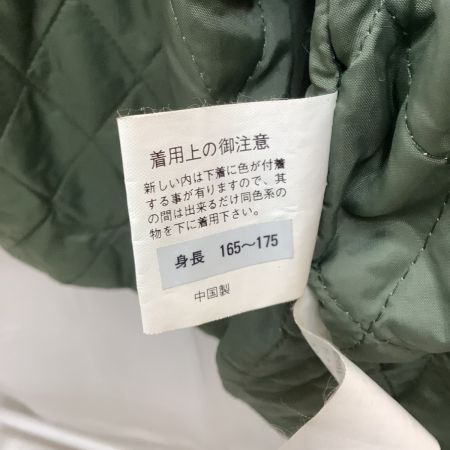 着用上の御注意
新しい内は下着に色が付着
する事が有りますので、其
の間は出来るだけ同色系の
物を下に着用下さい。
身長 165〜175
中国製